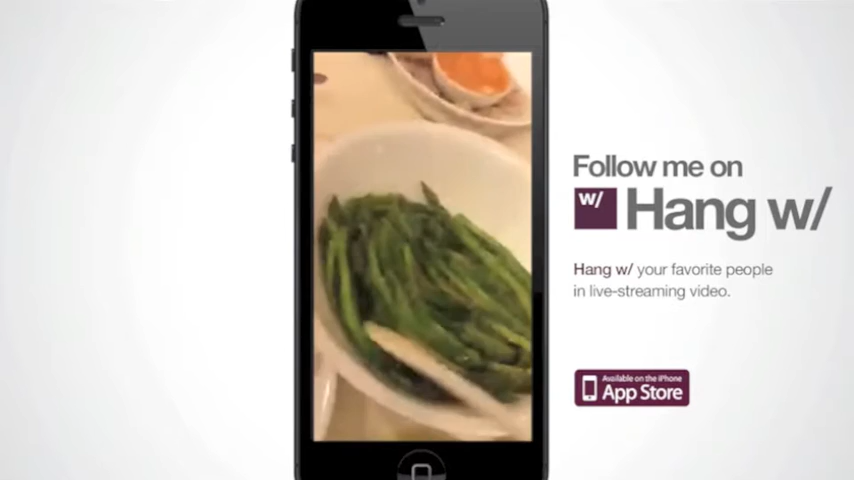 Follow me on
w/ Hang w/
Hang w/ your favorite people
in live-streaming video.
Available on the iPhone
App Store